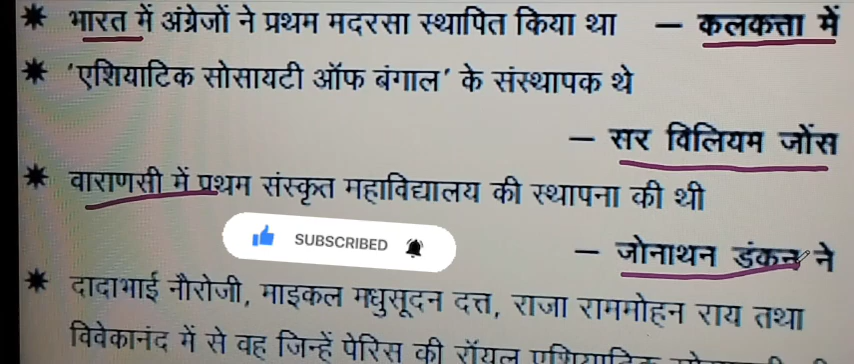 * भारत में अंग्रेजों ने प्रथम मदरसा स्थापित किया था – कलकत्ता में
* 'एशियाटिक सोसायटी ऑफ बंगाल' के संस्थापक थे
– सर विलियम जोंस
* वाराणसी में प्रथम संस्कृत महाविद्यालय की स्थापना की थी
SUBSCRIBED
– जोनाथन डंकन ने
* दादाभाई नौरोजी, माइकल मधुसूदन दत्त, राजा राममोहन राय तथा
विवेकानंद में से वह जिन्हें पेरिस की रॉयल एशियाटिक